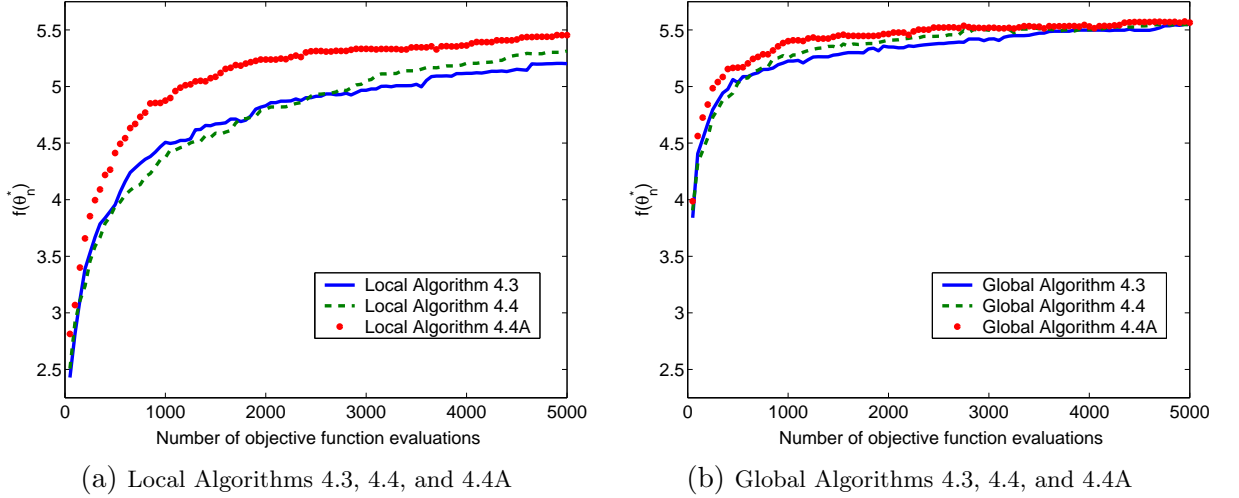 5.5
5
4.5
4
3.5
3
2.5
f(θ*n)
0 1000 2000 3000 4000 5000
Number of objective function evaluations
Local Algorithm 4.3
Local Algorithm 4.4
Local Algorithm 4.4A
(a) Local Algorithms 4.3, 4.4, and 4.4A
5.5
5
4.5
4
3.5
3
2.5
f(θ*n)
0 1000 2000 3000 4000 5000
Number of objective function evaluations
Global Algorithm 4.3
Global Algorithm 4.4
Global Algorithm 4.4A
(b) Global Algorithms 4.3, 4.4, and 4.4A